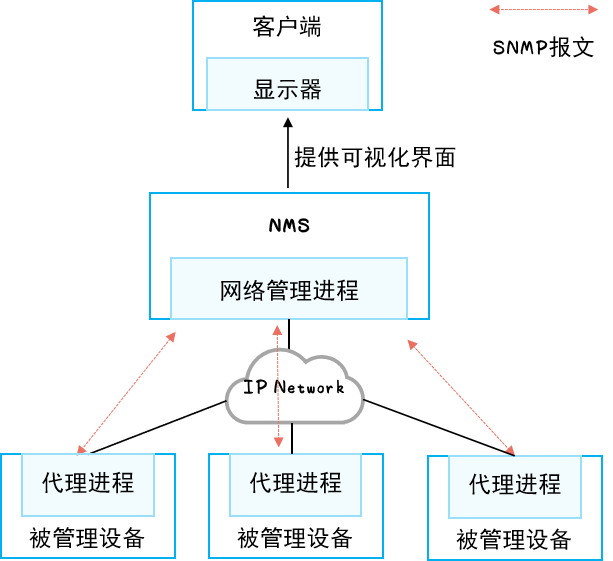 客户端
SNMP报文
显示器
提供可视化界面
NMS
网络管理进程
IP Network
代理进程
代理进程
代理进程
被管理设备
被管理设备
被管理设备